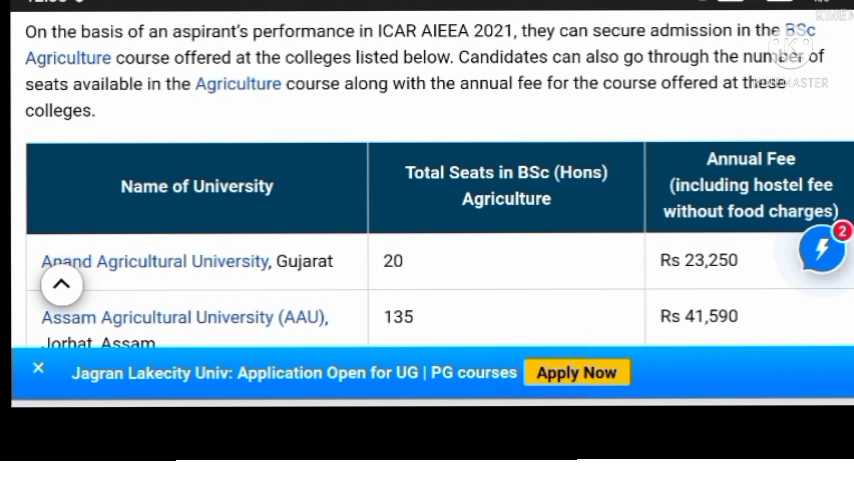 On the basis of an aspirant's performance in ICAR AIEEA 2021, they can secure admission in the BSc
Agriculture course offered at the colleges listed below. Candidates can also go through the number of
seats available in the Agriculture course along with the annual fee for the course offered at these
colleges.
Name of University
Total Seats in BSc (Hons)
Agriculture
Annual Fee
(including hostel fee
without food charges)
2
Anand Agricultural University, Gujarat
20
Rs 23,250
Assam Agricultural University (AAU),
135
Rs 41,590
Jorhat, Assam
× Jagran Lakecity Univ: Application Open for UG | PG courses
Apply Now